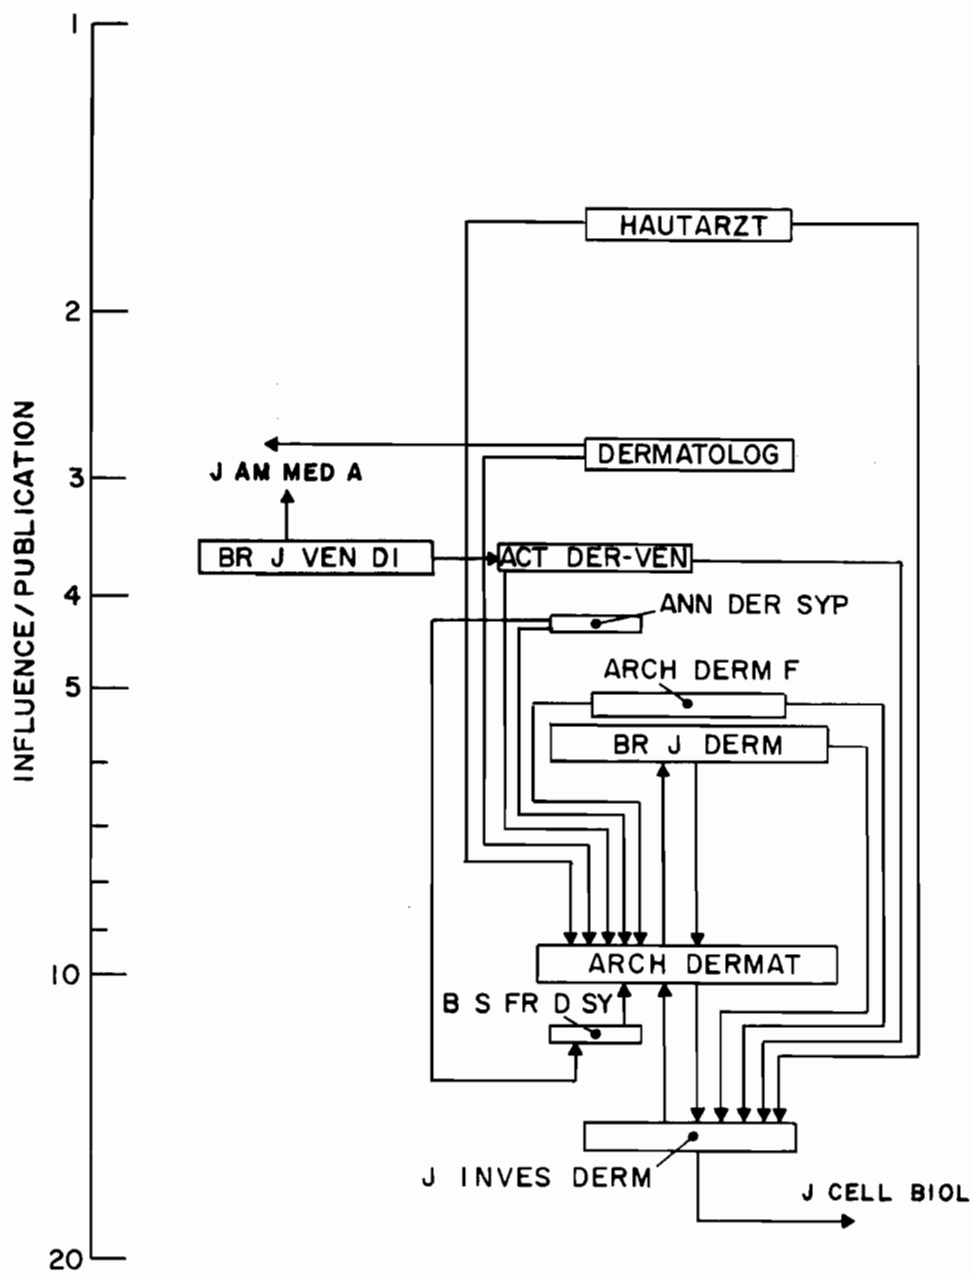 1
HAUTARZT
2
INFLUENCE/PUBLICATION
DERMATOLOG
J AM MED A
3
BR J VEN DI
ACT DER-VEN
4
ANN DER SYP
ARCH DERM F
5
BR J DERM
ARCH DERMAT
10
B S FR D SY
J INVES DERM
J CELL BIOL
20